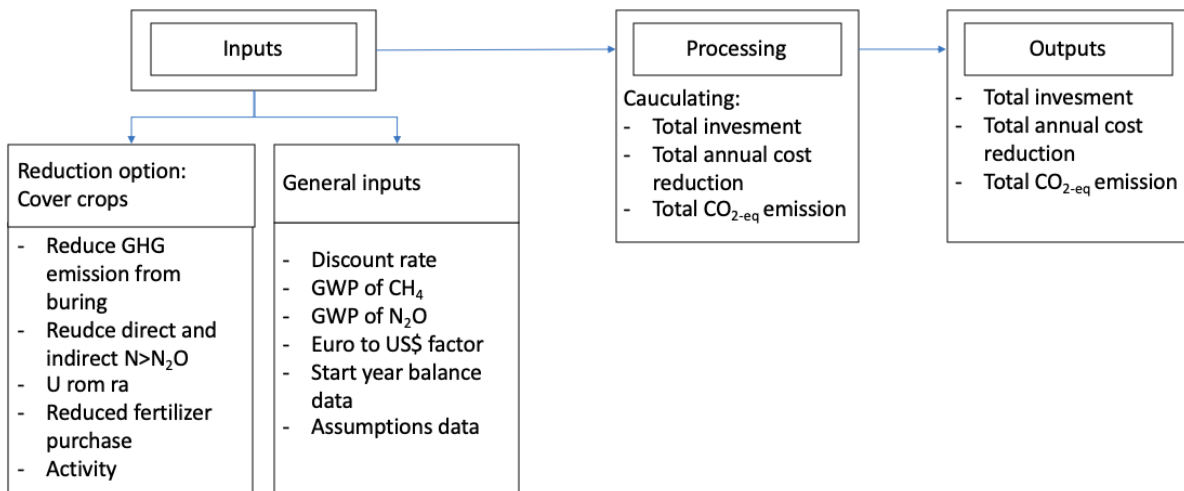 Inputs
Processing
Outputs
Cauculating:
- Total invesment
- Total annual cost
reduction
- Total CO₂₋eq emission
- Total invesment
- Total annual cost
reduction
- Total CO₂₋eq emission
Reduction option:
Cover crops
- Reduce GHG
emission from
buring
- Reudce direct and
indirect N>N₂O
- U rom ra
- Reduced fertilizer
purchase
- Activity
General inputs
- Discount rate
- GWP of CH₄
- GWP of N₂O
- Euro to US$ factor
- Start year balance
data
- Assumptions data